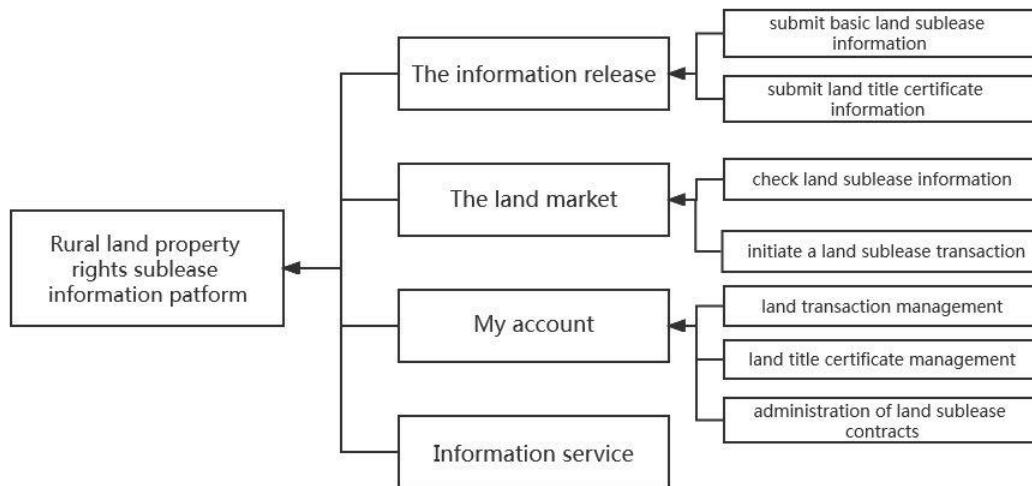 Rural land property
rights sublease
information patform
The information release
submit basic land sublease
information
submit land title certificate
information
The land market
check land sublease information
initiate a land sublease transaction
My account
land transaction management
land title certificate management
administration of land sublease
contracts
Information service